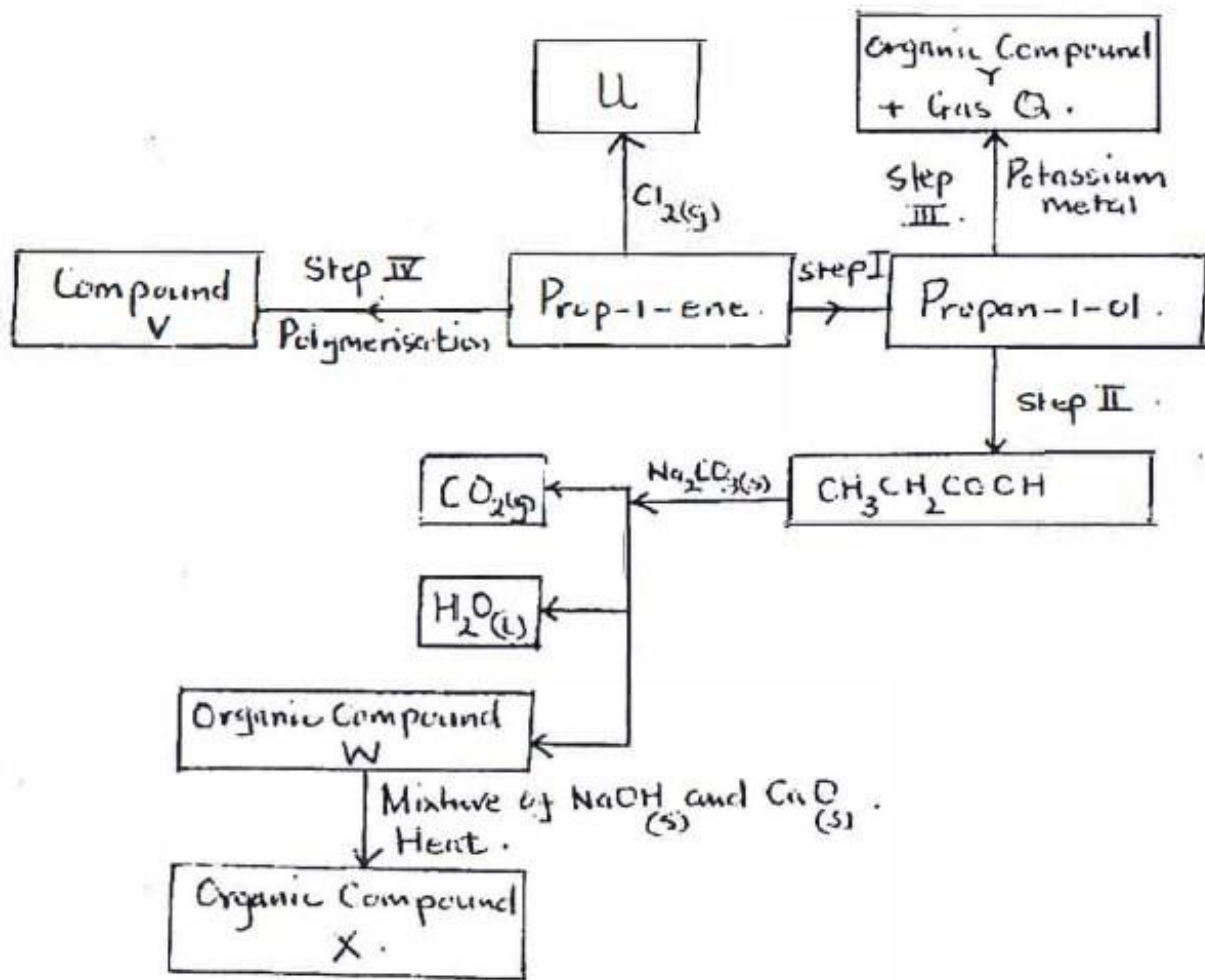 U
Organic Compound
Y
+ Gas Q.
Cl2(g)
Step
III.
Potassium
metal
Compound
V
Step IV
Polymerisation
Prop-1-ene.
Step I
Propan-1-ol.
Step II.
CO2(g)
Na2CO3(s)
CH3CH2COOH
H2O(l)
Organic Compound
W
Mixture of NaOH(s) and CaO(s).
Heat.
Organic Compound
X.